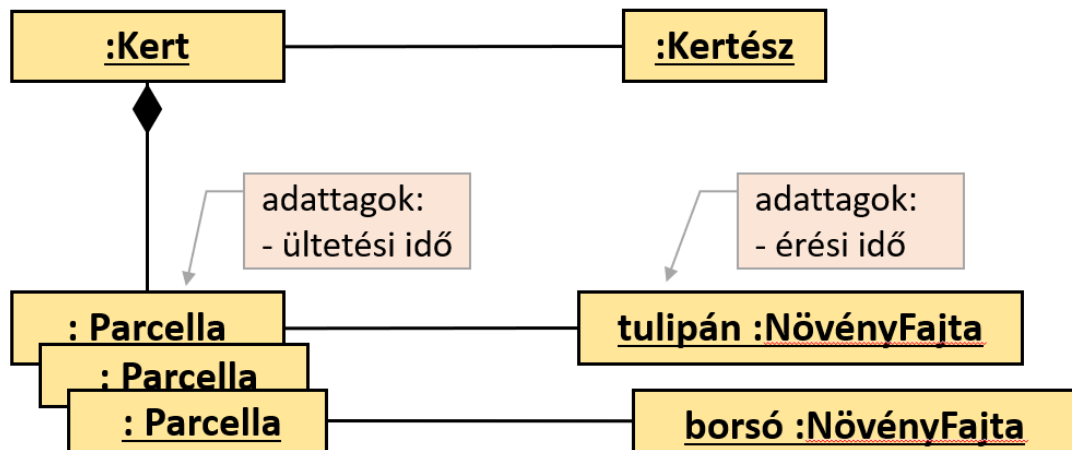 :Kert
:Kertész
adattagok:
- ültetési idő
adattagok:
- érési idő
: Parcella
tulipán :NövényFajta
: Parcella
: Parcella
borsó :NövényFajta